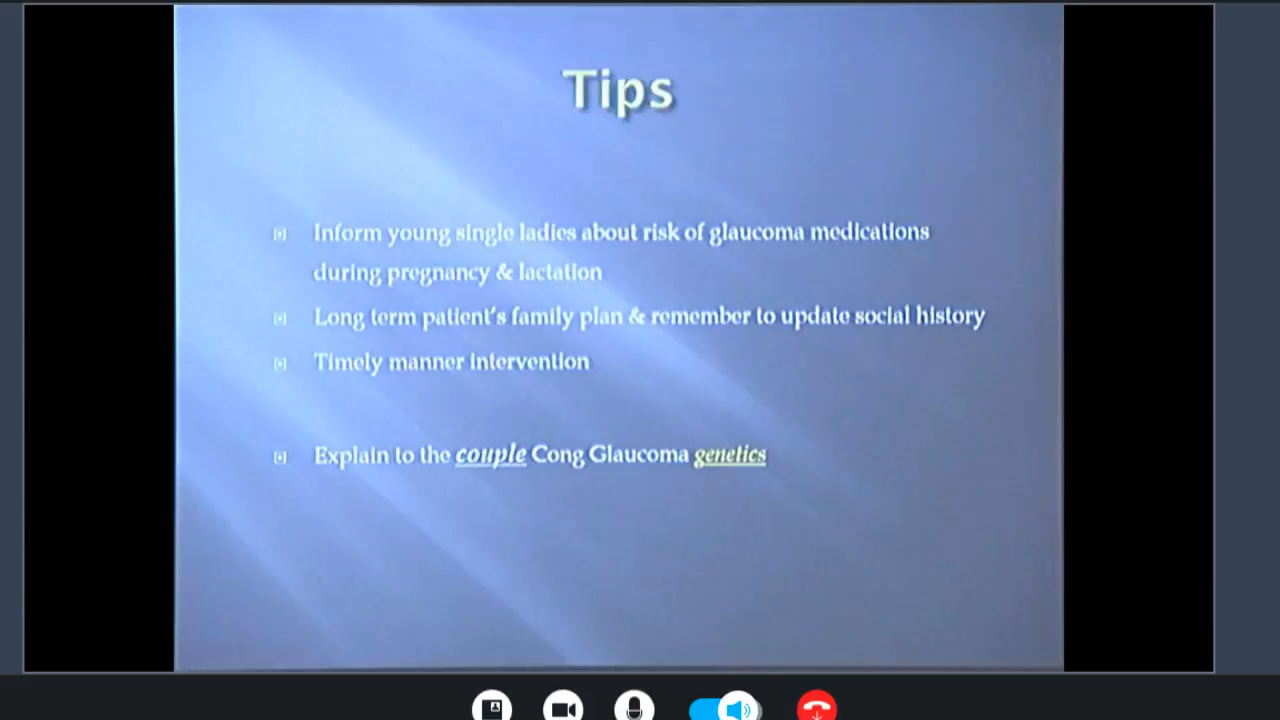 Tips
Inform young single ladies about risk of glaucoma medications
during pregnancy & lactation
Long term patient's family plan & remember to update social history
Timely manner intervention
Explain to the couple Cong Glaucoma genetics